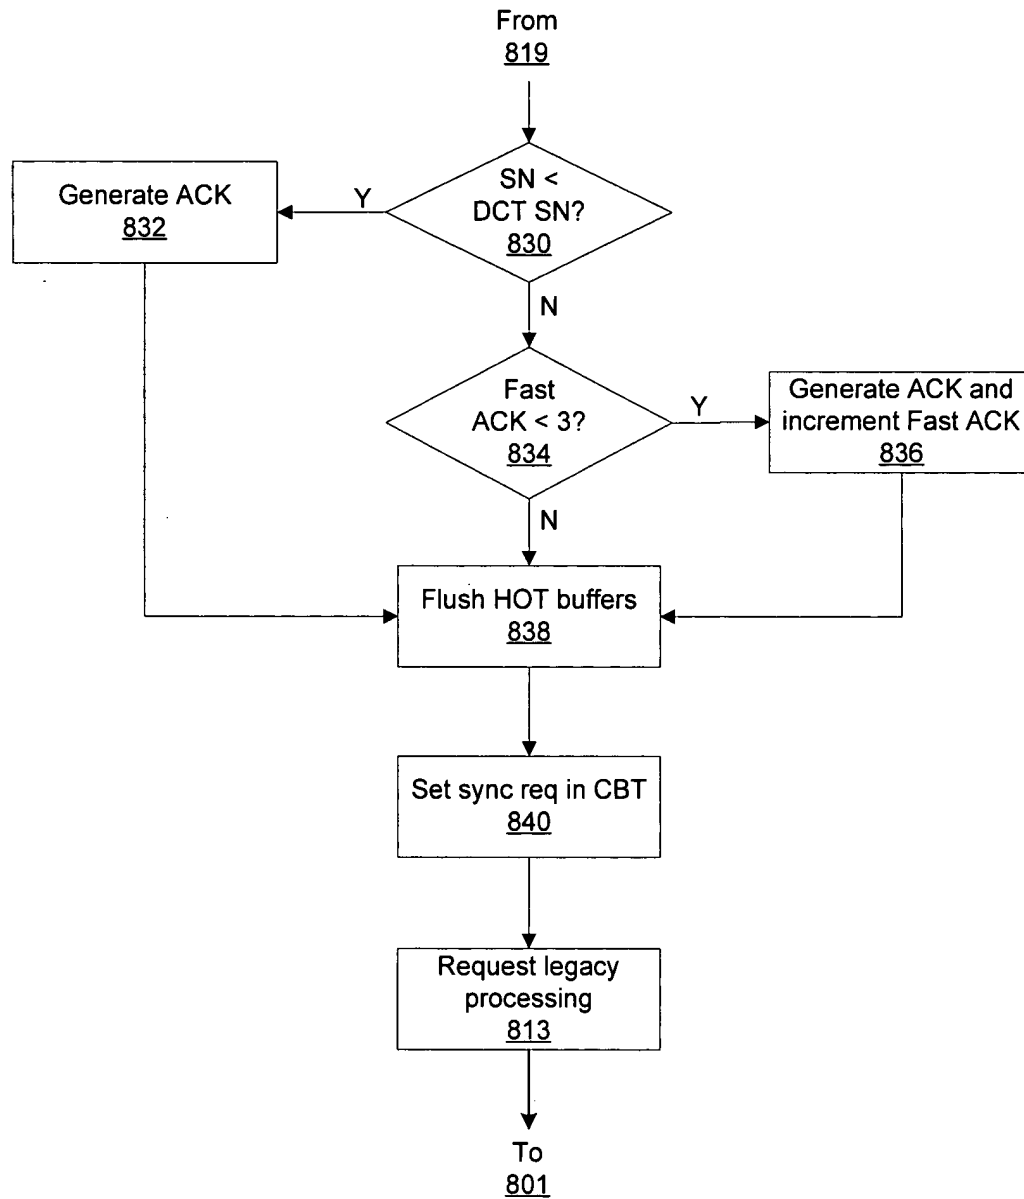 From
819
SN <
DCT SN?
830
Y
Generate ACK
832
N
Fast
ACK < 3?
834
Y
Generate ACK and
increment Fast ACK
836
N
Flush HOT buffers
838
Set sync req in CBT
840
Request legacy
processing
813
To
801